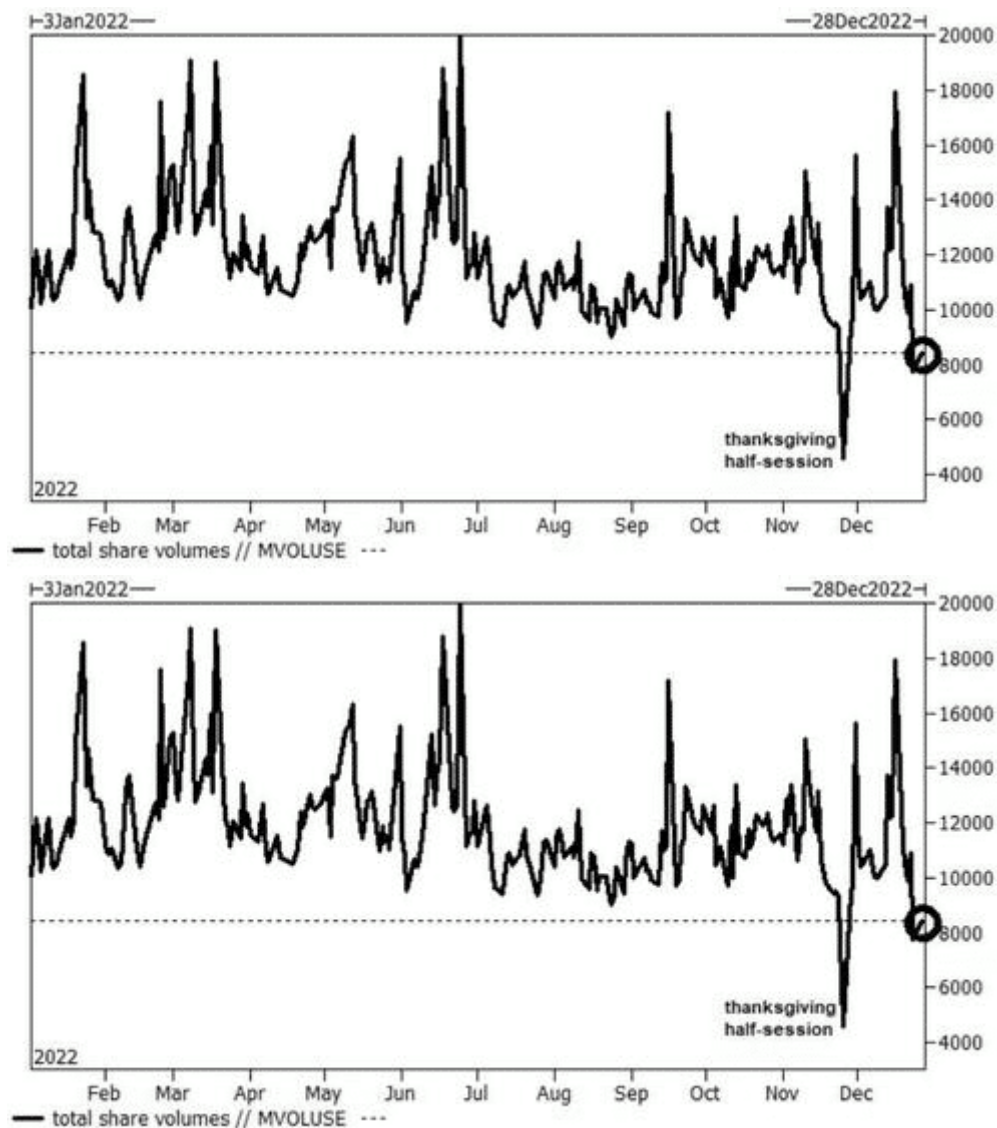 3Jan2022
28Dec2022
20000
18000
16000
14000
12000
10000
8000
6000
4000
thanksgiving
half-session
2022
Feb Mar Apr May Jun Jul Aug Sep Oct Nov Dec
total share volumes // MVOLUSE ---
3Jan2022
28Dec2022
20000
18000
16000
14000
12000
10000
8000
6000
4000
thanksgiving
half-session
2022
Feb Mar Apr May Jun Jul Aug Sep Oct Nov Dec
total share volumes // MVOLUSE ---